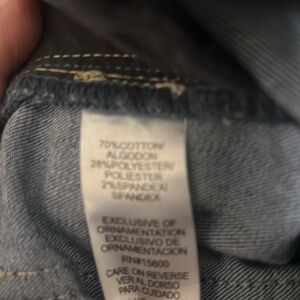 70%COTTON/
ALGODON
28%POLYESTER/
POLIESTER
2%SPANDEX/
SPANDEX
EXCLUSIVE OF
ORNAMENTATION
EXCLUSIVO DE
ORNAMENTACION
RN#15600
CARE ON REVERSE
VER AL DORSO
PARA CUIDADO